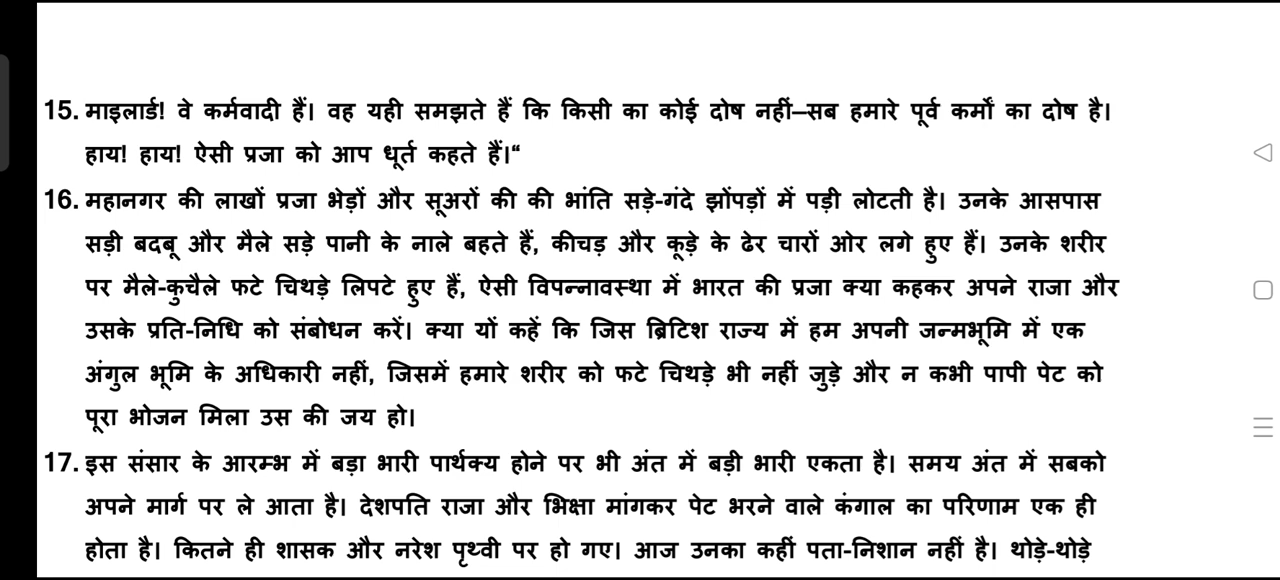 15. माइलार्ड! वे कर्मवादी हैं। वह यही समझते हैं कि किसी का कोई दोष नहीं–सब हमारे पूर्व कर्मों का दोष है।
हाय! हाय! ऐसी प्रजा को आप धूर्त कहते हैं।“
16. महानगर की लाखों प्रजा भेड़ों और सूअरों की की भांति सड़े-गंदे झोंपड़ों में पड़ी लोटती है। उनके आसपास
सड़ी बदबू और मैले सड़े पानी के नाले बहते हैं, कीचड़ और कूड़े के ढेर चारों ओर लगे हुए हैं। उनके शरीर
पर मैले-कुचैले फटे चिथड़े लिपटे हुए हैं, ऐसी विपन्नावस्था में भारत की प्रजा क्या कहकर अपने राजा और
उसके प्रति-निधि को संबोधन करें। क्या यों कहें कि जिस ब्रिटिश राज्य में हम अपनी जन्मभूमि में एक
अंगुल भूमि के अधिकारी नहीं, जिसमें हमारे शरीर को फटे चिथड़े भी नहीं जुड़े और न कभी पापी पेट को
पूरा भोजन मिला उस की जय हो।
17. इस संसार के आरम्भ में बड़ा भारी पार्थक्य होने पर भी अंत में बड़ी भारी एकता है। समय अंत में सबको
अपने मार्ग पर ले आता है। देशपति राजा और भिक्षा मांगकर पेट भरने वाले कंगाल का परिणाम एक ही
होता है। कितने ही शासक और नरेश पृथ्वी पर हो गए। आज उनका कहीं पता-निशान नहीं है। थोड़े-थोड़े